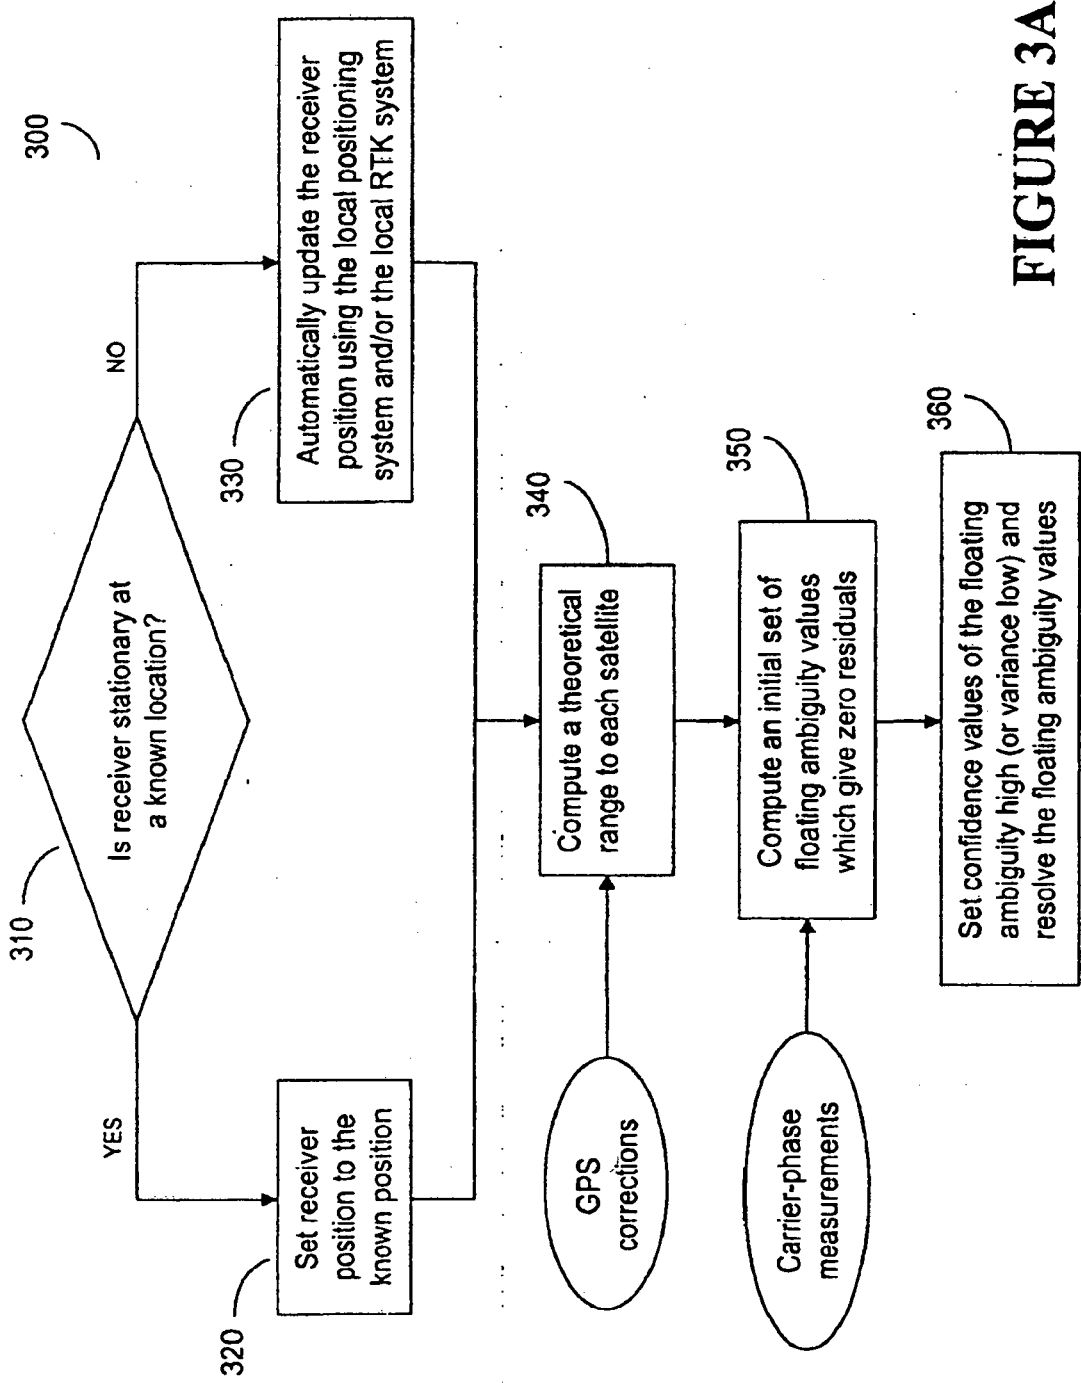 300
310
Is receiver stationary at
a known location?
YES
NO
320
Set receiver
position to the
known position
330
Automatically update the receiver
position using the local positioning
system and/or the local RTK system
340
Compute a theoretical
range to each satellite
GPS
corrections
350
Compute an initial set of
floating ambiguity values
which give zero residuals
Carrier-phase
measurements
360
Set confidence values of the floating
ambiguity high (or variance low) and
resolve the floating ambiguity values
FIGURE 3A